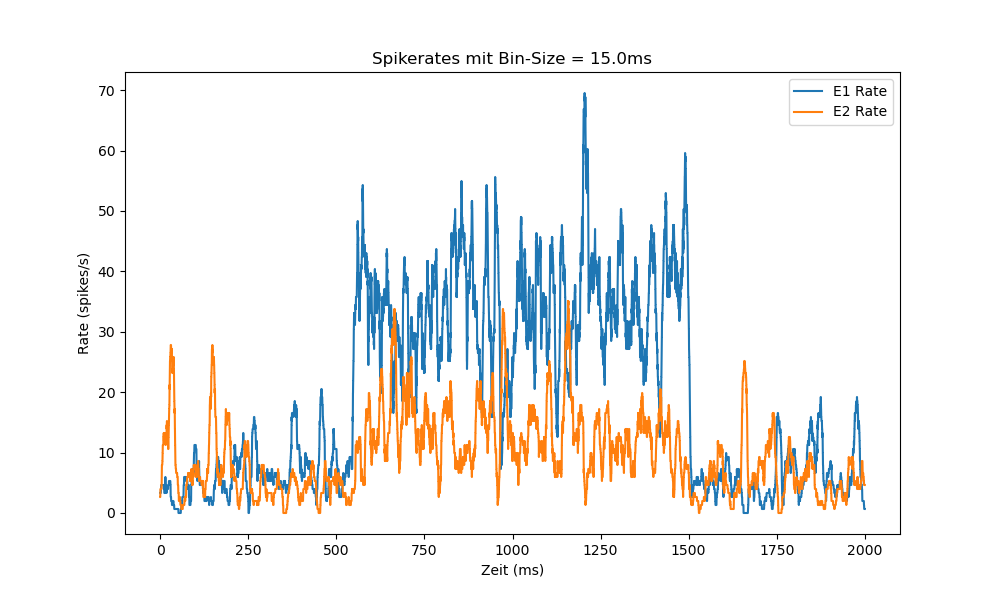 Spikerates mit Bin-Size = 15.0ms
E1 Rate
E2 Rate
Rate (spikes/s)
70
60
50
40
30
20
10
0
0 250 500 750 1000 1250 1500 1750 2000
Zeit (ms)